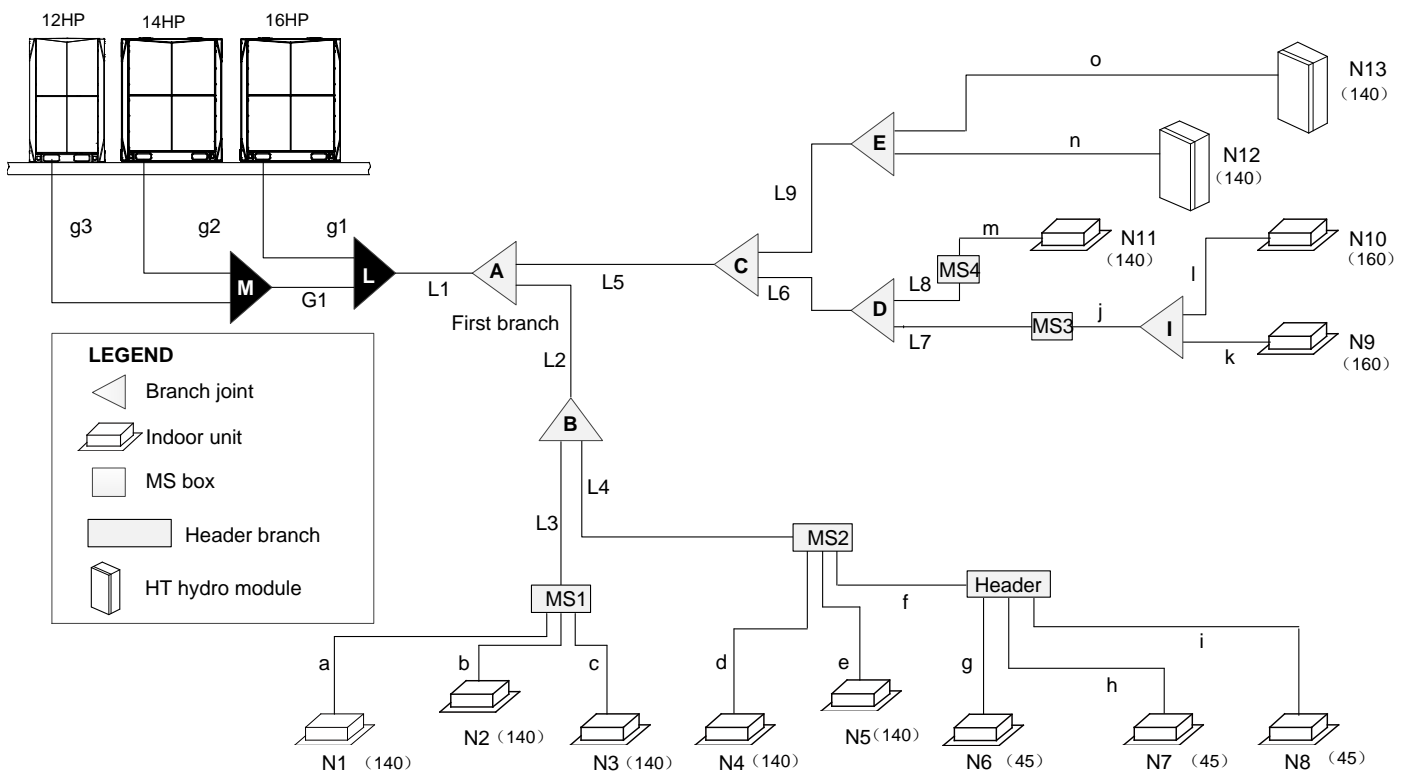 12HP
14HP
16HP
g3
g2
g1
M
G1
L
L1
A
First branch
L5
C
L9
E
o
N13
（140）
n
N12
（140）
L6
D
L8
MS4
m
N11
（140）
L7
MS3
j
I
l
N10
（160）
k
N9
（160）
L2
B
L3
L4
MS1
MS2
f
Header
a
b
c
d
e
g
h
i
N1 （140）
N2（140）
N3（140）
N4（140）
N5（140）
N6（45）
N7（45）
N8（45）
LEGEND
Branch joint
Indoor unit
MS box
Header branch
HT hydro module